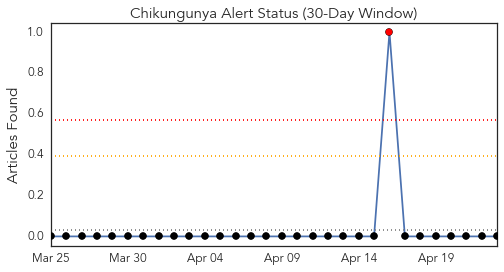 Chikungunya Alert Status (30-Day Window)
Articles Found
1.0
0.8
0.6
0.4
0.2
0.0
Mar 25 Mar 30 Apr 04 Apr 09 Apr 14 Apr 19